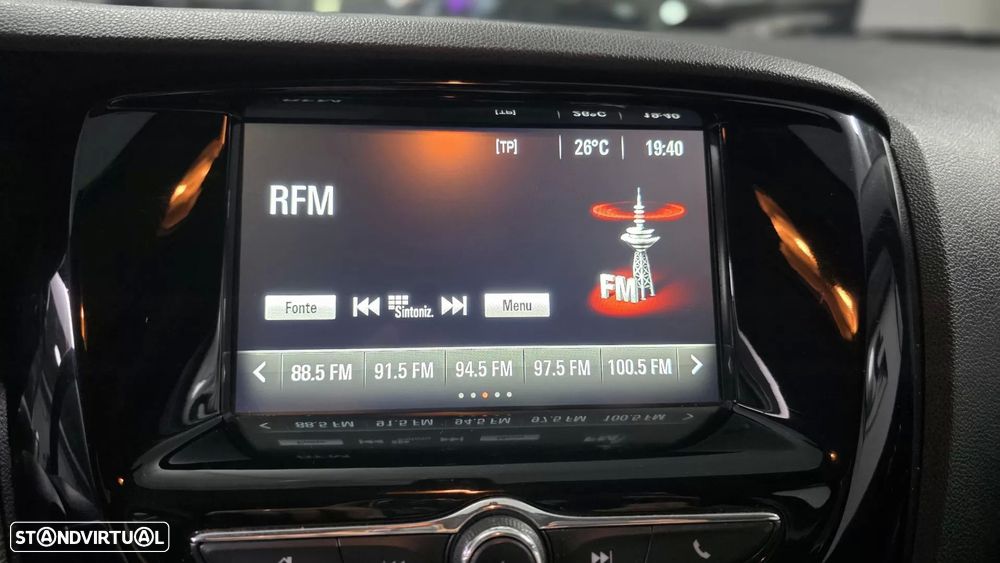 [TP] 26°C 19:40
RFM
FM
Fonte Sintoniz. Menu
88.5 FM 91.5 FM 94.5 FM 97.5 FM 100.5 FM
STANDVIRTUAL